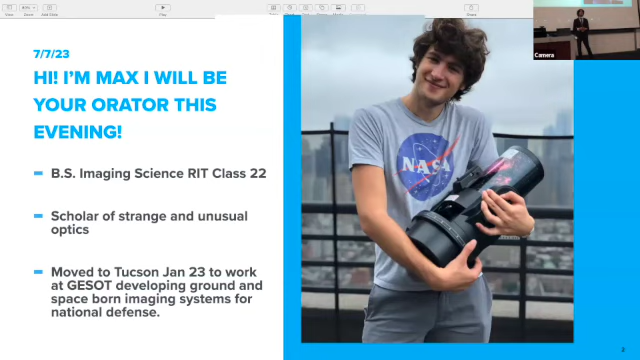 7/7/23
HI! I'M MAX I WILL BE
YOUR ORATOR THIS
EVENING!
B.S. Imaging Science RIT Class 22
Scholar of strange and unusual
optics
Moved to Tucson Jan 23 to work
at GESOT developing ground and
space born imaging systems for
national defense.
NASA
Camera